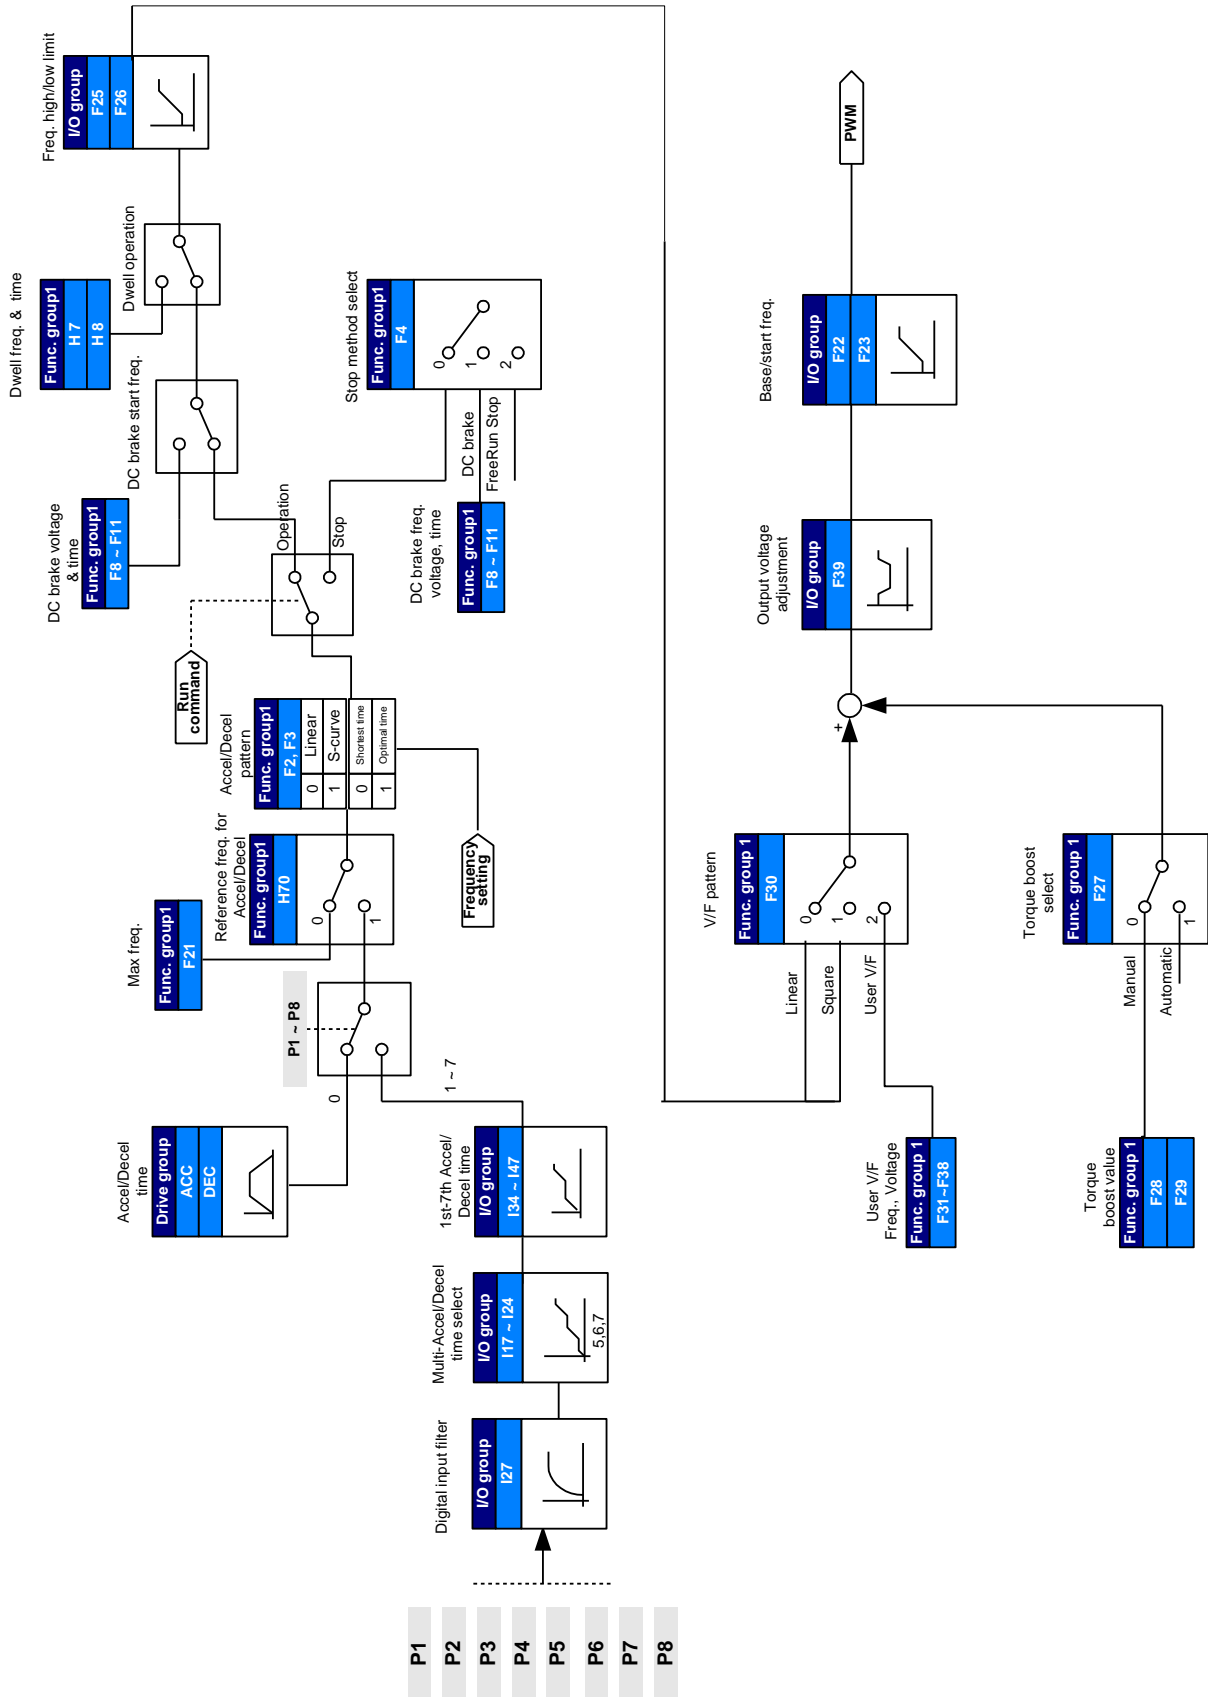 P1
P2
P3
P4
P5
P6
P7
P8
Digital input filter
I/O group
I27
Multi-Accel/Decel
time select
I/O group
I17 ~ I24
5,6,7
1st-7th Accel/
Decel time
I/O group
I34 ~ I47
Accel/Decel
time
Drive group
ACC
DEC
0
1 ~ 7
P1 ~ P8
Max freq.
Func. group1
F21
Reference freq. for
Accel/Decel
Func. group1
H70
0
1
Frequency
setting
Accel/Decel
pattern
Func. group1
F2, F3
0
Linear
1
S-curve
0
Shortest time
1
Optimal time
Run
command
Operation
Stop
DC brake voltage
& time
Func. group1
F8 ~ F11
DC brake start freq.
DC brake freq.
voltage, time
Func. group1
F8 ~ F11
DC brake
FreeRun Stop
Stop method select
Func. group1
F4
0
1
2
Dwell freq. & time
Func. group1
H 7
H 8
Dwell operation
Freq. high/low limit
I/O group
F25
F26
User V/F
Freq., Voltage
Func. group 1
F31~F38
Linear
Square
User V/F
V/F pattern
Func. group 1
F30
0
1
2
Torque
boost value
Func. group 1
F28
F29
Manual
Automatic
Torque boost
select
Func. group 1
F27
0
1
+
Output voltage
adjustment
I/O group
F39
Base/start freq.
I/O group
F22
F23
PWM